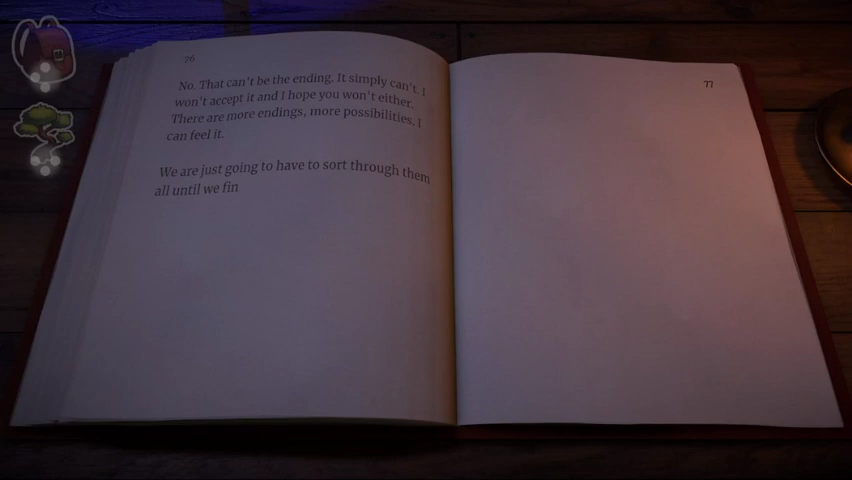 76
No. That can't be the ending. It simply can't. I
won't accept it and I hope you won't either.
There are more endings, more possibilities, I
can feel it.
We are just going to have to sort through them
all until we fin
77